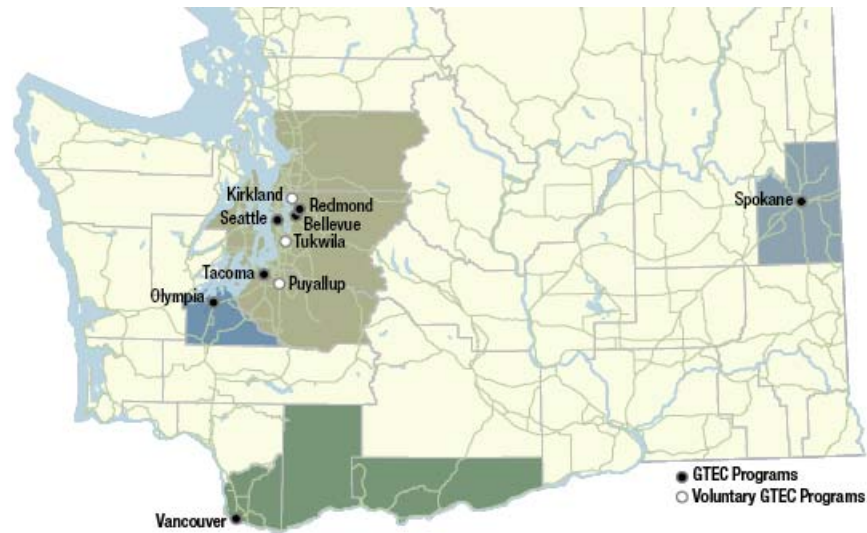 Kirkland
Redmond
Seattle
Bellevue
Tukwila
Tacoma
Puyallup
Olympia
Spokane
Vancouver
GTEC Programs
Voluntary GTEC Programs